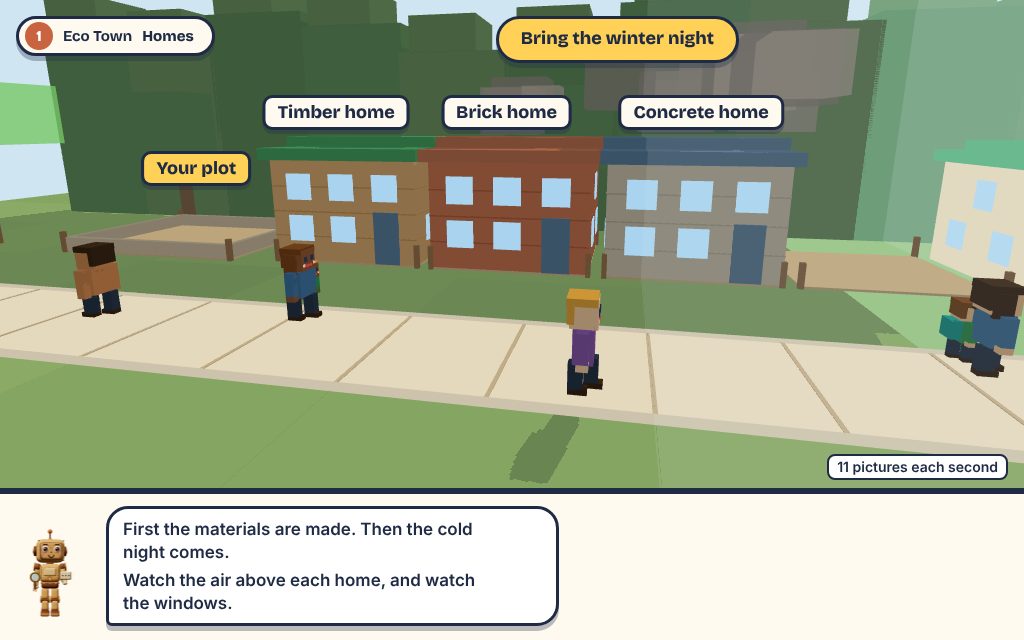 1 Eco Town Homes
Bring the winter night
Timber home
Brick home
Concrete home
Your plot
11 pictures each second
First the materials are made. Then the cold
night comes.
Watch the air above each home, and watch
the windows.